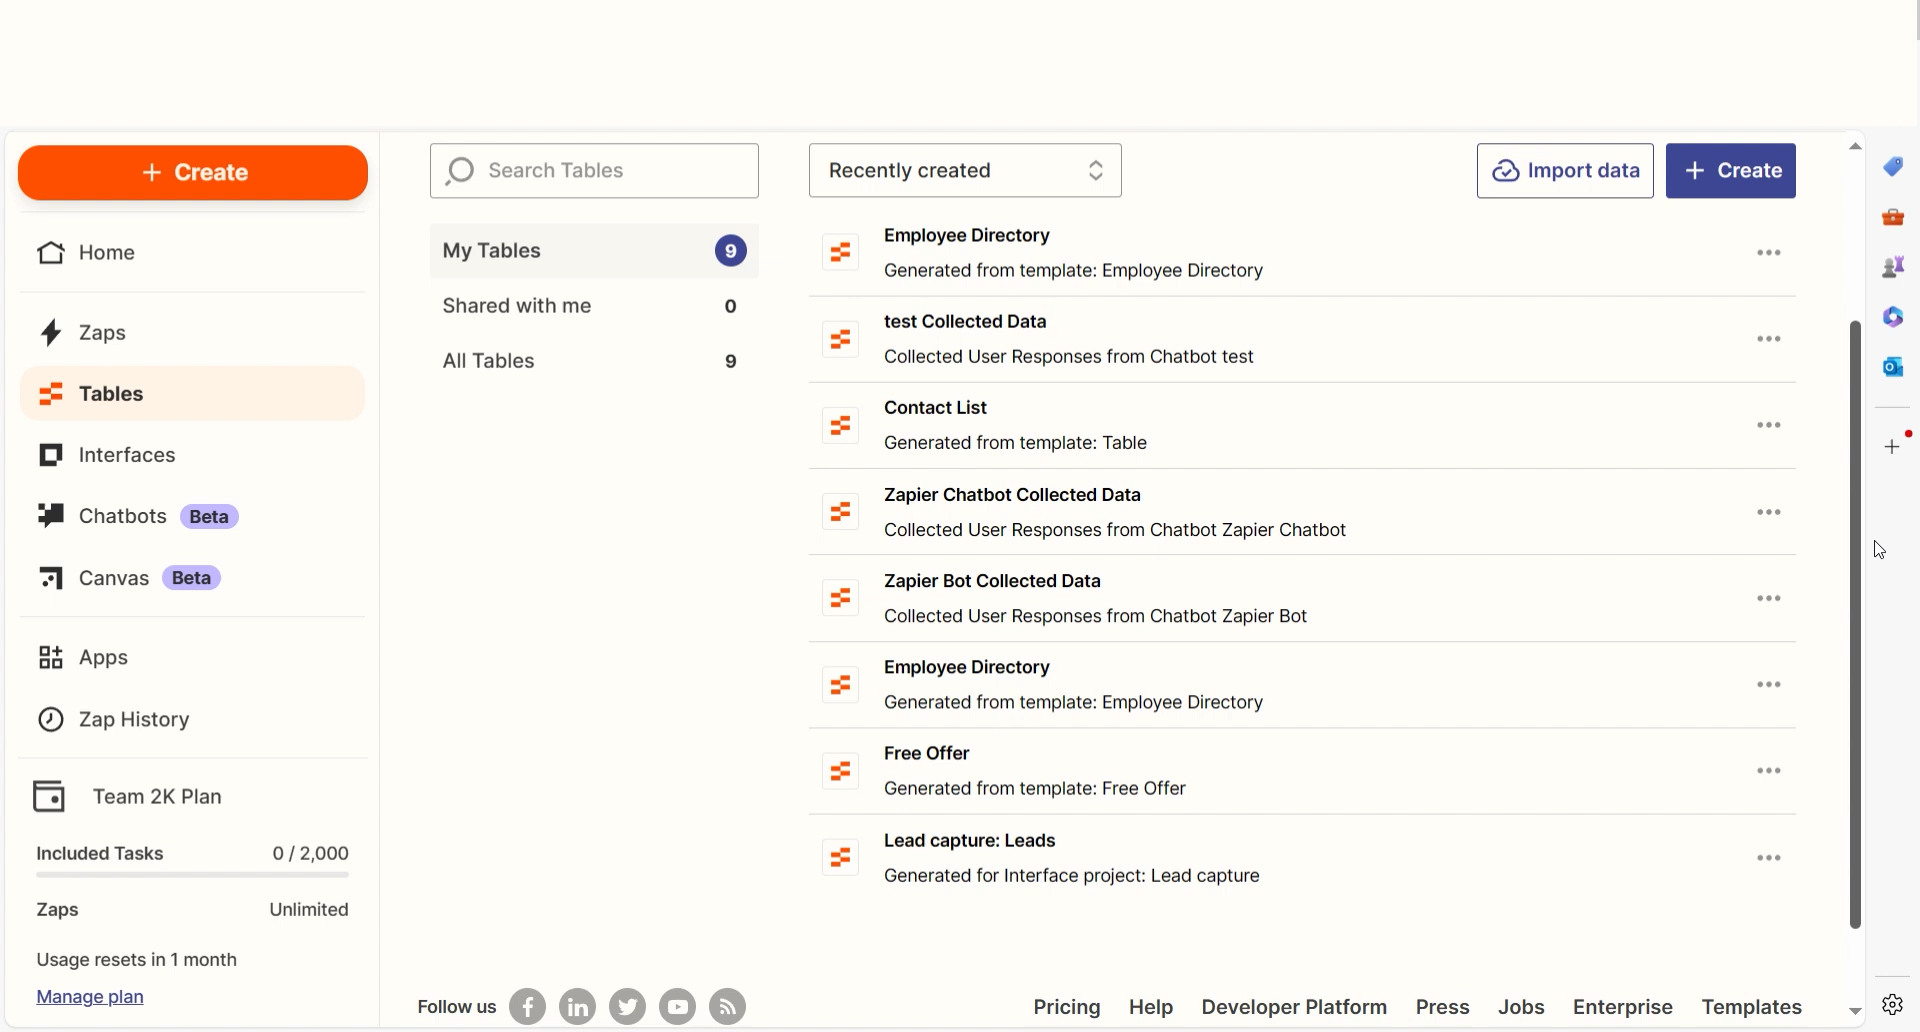 Create
Home
Zaps
Tables
Interfaces
Chatbots Beta
Canvas Beta
Apps
Zap History
Team 2K Plan
Included Tasks 0 / 2,000
Zaps Unlimited
Usage resets in 1 month
Manage plan
Search Tables
My Tables 9
Shared with me 0
All Tables 9
Recently created
Import data
Create
Employee Directory
Generated from template: Employee Directory
test Collected Data
Collected User Responses from Chatbot test
Contact List
Generated from template: Table
Zapier Chatbot Collected Data
Collected User Responses from Chatbot Zapier Chatbot
Zapier Bot Collected Data
Collected User Responses from Chatbot Zapier Bot
Employee Directory
Generated from template: Employee Directory
Free Offer
Generated from template: Free Offer
Lead capture: Leads
Generated for Interface project: Lead capture
Follow us
Pricing Help Developer Platform Press Jobs Enterprise Templates